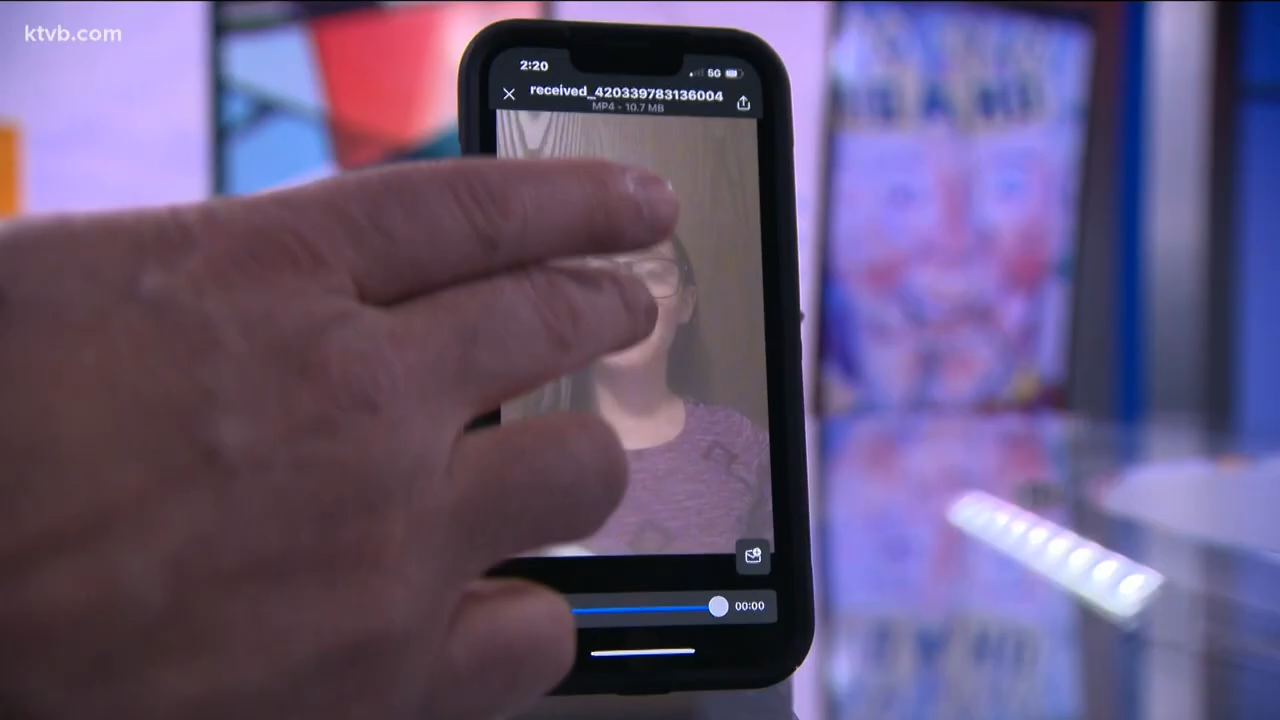 ktvb.com
2:20
5G
received_420339783136004
MP4 - 10.7 MB
00:00